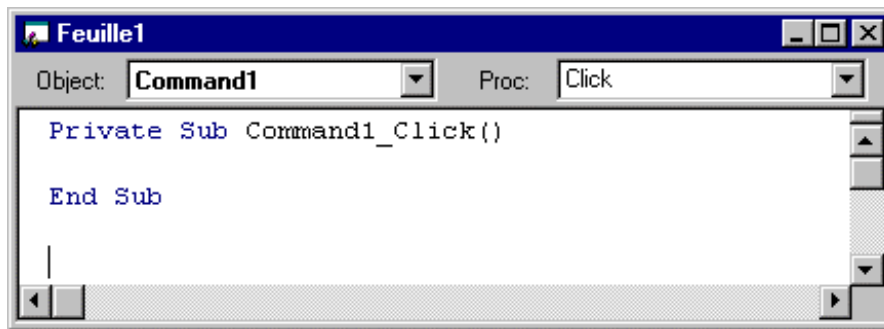 Feuille1
Object: Command1 Proc: Click
Private Sub Command1_Click()
End Sub